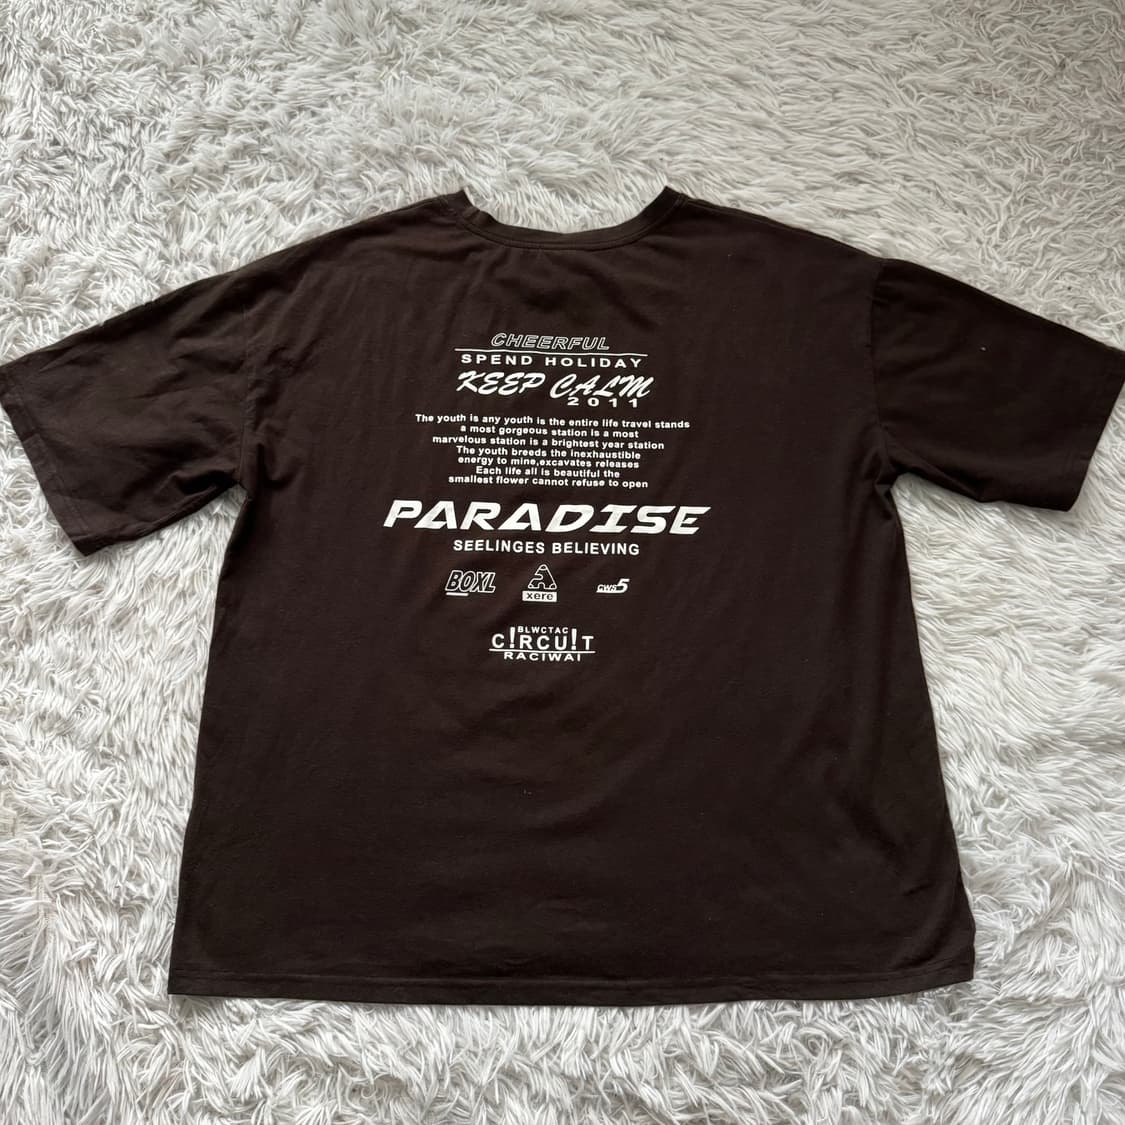 CHEERFUL
SPEND HOLIDAY
KEEP CALM
2011
The youth is any youth is the entire life travel stands
a most gorgeous station is a most
marvelous station is a brightest year station
The youth breeds the inexhaustible
energy to mine,excavates releases
Each life all is beautiful the
smallest flower cannot refuse to open
PARADISE
SEELINGES BELIEVING
BOXL xere cws5
BLWCTAC
C!RCU!T
RACIWAI